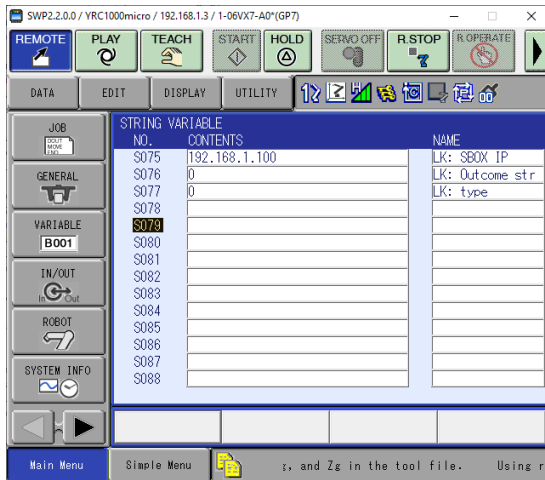 SWP2.2.0.0 / YRC1000micro / 192.168.1.3 / 1-06VX7-A0*(GP7)
REMOTE PLAY TEACH START HOLD SERVO OFF R.STOP R.OPERATE
DATA EDIT DISPLAY UTILITY
JOB
DOUT
MOVE
END
GENERAL
VARIABLE
B001
IN/OUT
In Out
ROBOT
SYSTEM INFO
STRING VARIABLE
NO. CONTENTS NAME
S075 192.168.1.100 LK: SBOX IP
S076 0 LK: Outcome str
S077 0 LK: type
S078
S079
S080
S081
S082
S083
S084
S085
S086
S087
S088
Main Menu Simple Menu , and Zg in the tool file. Using r